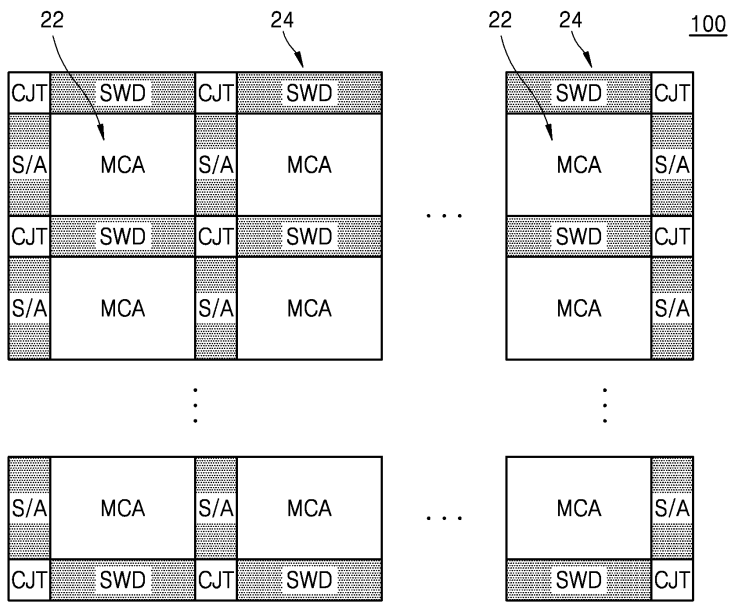 22 24 22 24 100
CJT SWD CJT SWD SWD CJT
S/A MCA S/A MCA MCA S/A
. . .
CJT SWD CJT SWD SWD CJT
S/A MCA S/A MCA MCA S/A
S/A MCA S/A MCA . . . MCA S/A
CJT SWD CJT SWD SWD CJT